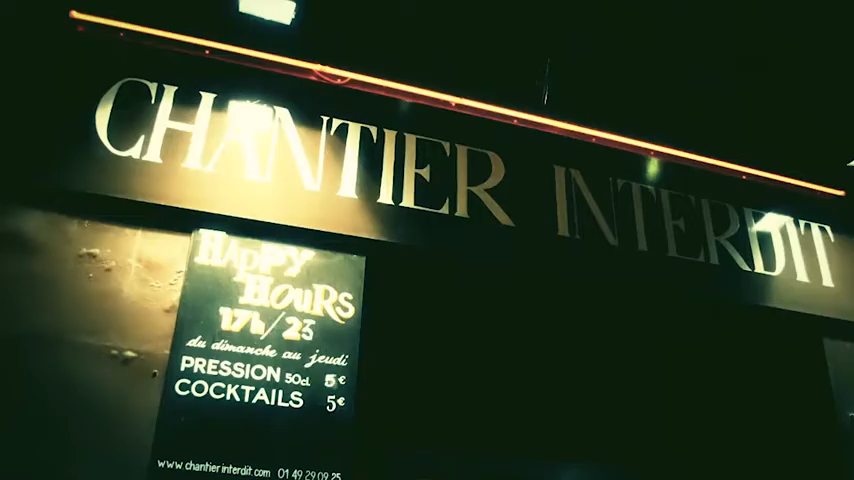 CHANTIER INTERDIT
HAPPY
HOURS
17h/23
du dimanche au jeudi
PRESSION 50cl 5€
COCKTAILS 5€
www.chantierinterdit.com 01 49 29 09 25